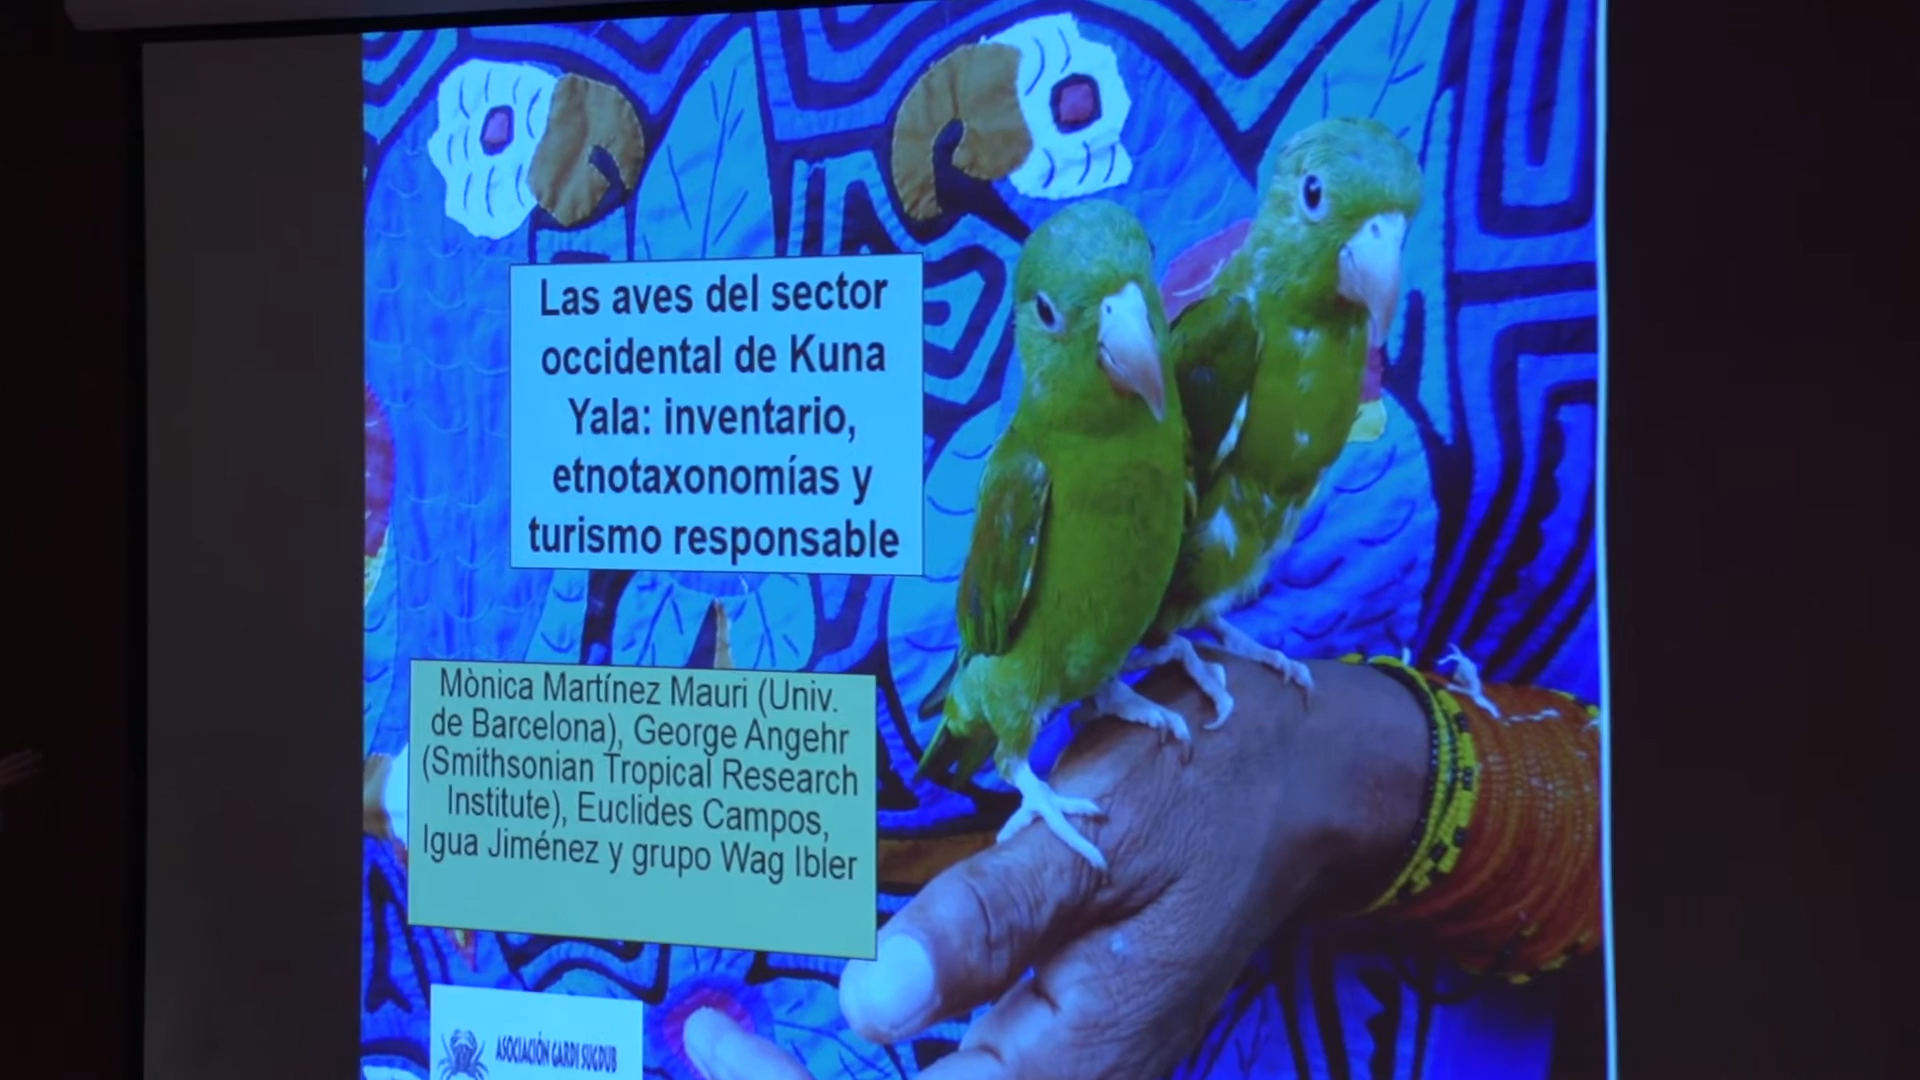 Las aves del sector
occidental de Kuna
Yala: inventario,
etnotaxonomías y
turismo responsable
Mònica Martínez Mauri (Univ.
de Barcelona), George Angehr
(Smithsonian Tropical Research
Institute), Euclides Campos,
Igua Jiménez y grupo Wag Ibler
ASOCIACIÓN GARDI SUGDUB